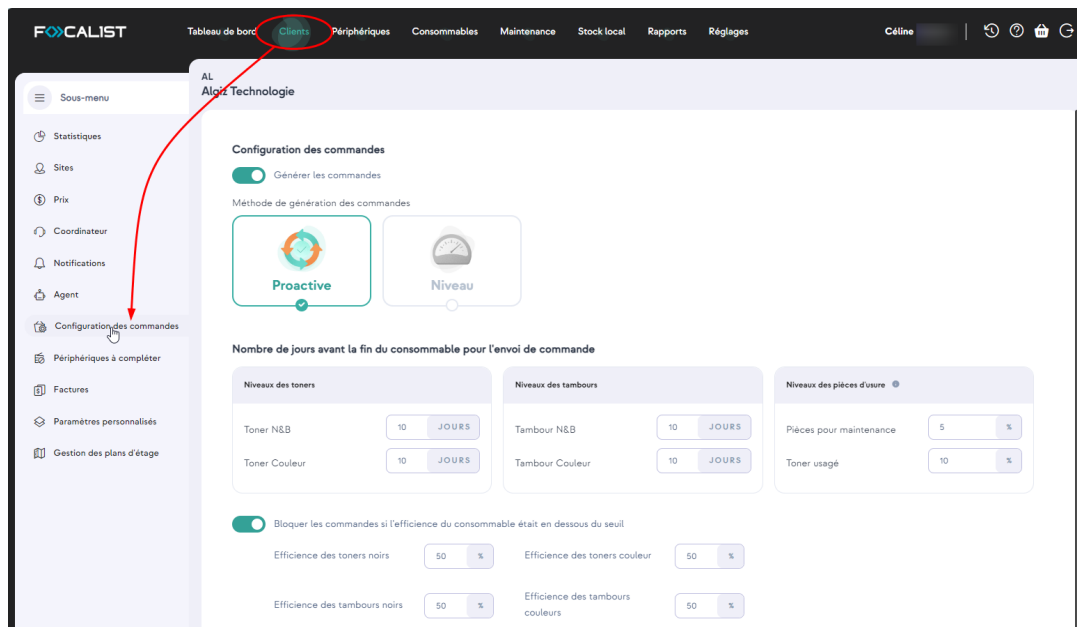 FOCALIST
Tableau de bord Clients Périphériques Consommables Maintenance Stock local Rapports Réglages Céline
Sous-menu
AL
Algiz Technologie
Statistiques
Sites
Prix
Coordinateur
Notifications
Agent
Configuration des commandes
Périphériques à compléter
Factures
Paramètres personnalisés
Gestion des plans d'étage
Configuration des commandes
Générer les commandes
Méthode de génération des commandes
Proactive Niveau
Nombre de jours avant la fin du consommable pour l'envoi de commande
Niveaux des toners
Toner N&B 10 JOURS
Toner Couleur 10 JOURS
Niveaux des tambours
Tambour N&B 10 JOURS
Tambour Couleur 10 JOURS
Niveaux des pièces d'usure
Pièces pour maintenance 5 %
Toner usagé 10 %
Bloquer les commandes si l'efficience du consommable était en dessous du seuil
Efficience des toners noirs 50 % Efficience des toners couleur 50 %
Efficience des tambours noirs 50 % Efficience des tambours
couleurs 50 %